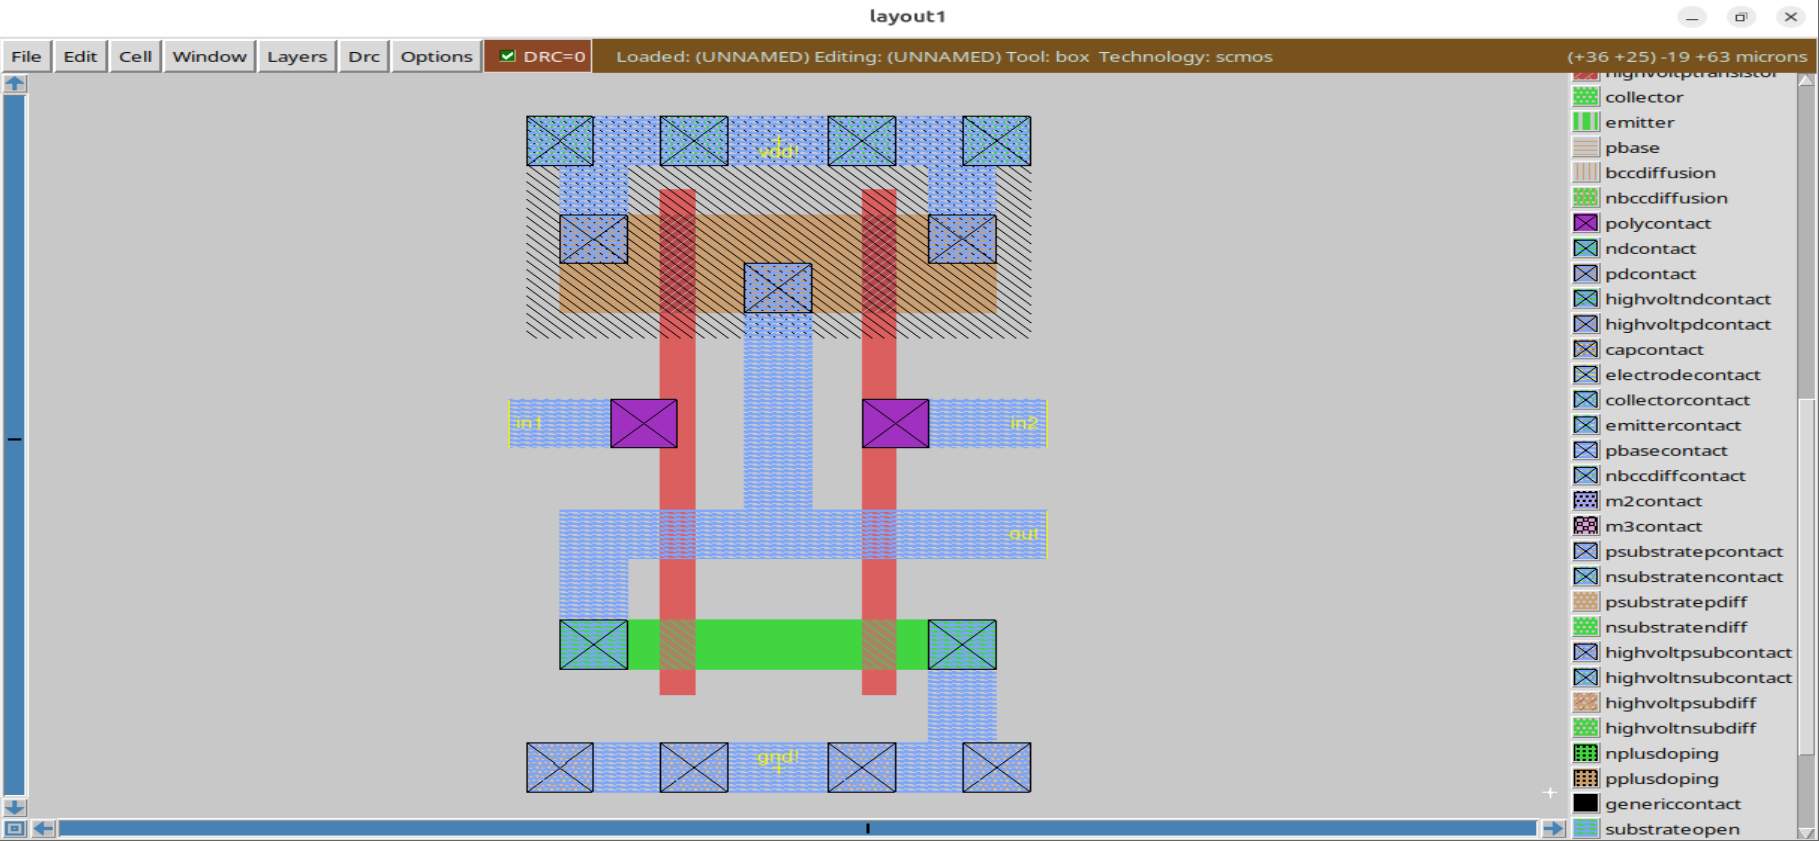 layout1
File Edit Cell Window Layers Drc Options DRC=0 Loaded: (UNNAMED) Editing: (UNNAMED) Tool: box Technology: scmos (+36 +25) -19 +63 microns
highvoltptransistor
collector
emitter
pbase
bccdiffusion
nbccdiffusion
polycontact
ndcontact
pdcontact
highvoltndcontact
highvoltpdcontact
capcontact
electrodecontact
collectorcontact
emittercontact
pbasecontact
nbccdiffcontact
m2contact
m3contact
psubstratepcontact
nsubstratencontact
psubstratepdiff
nsubstratendiff
highvoltpsubcontact
highvoltnsubcontact
highvoltpsubdiff
highvoltnsubdiff
nplusdoping
pplusdoping
genericcontact
substrateopen
vdd!
in1
in2
out
gnd!